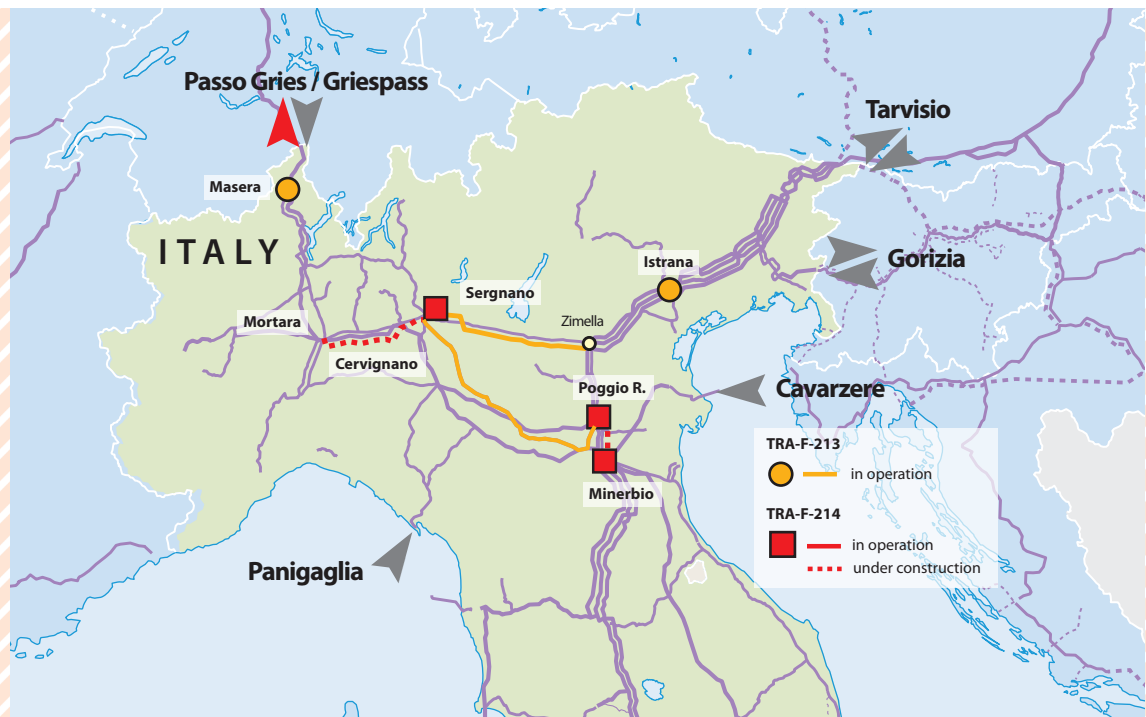 Passo Gries / Griespass
Tarvisio
Masera
ITALY
Gorizia
Istrana
Sergnano
Mortara
Zimella
Cervignano
Poggio R.
Cavarzere
TRA-F-213
in operation
Minerbio
TRA-F-214
in operation
under construction
Panigaglia